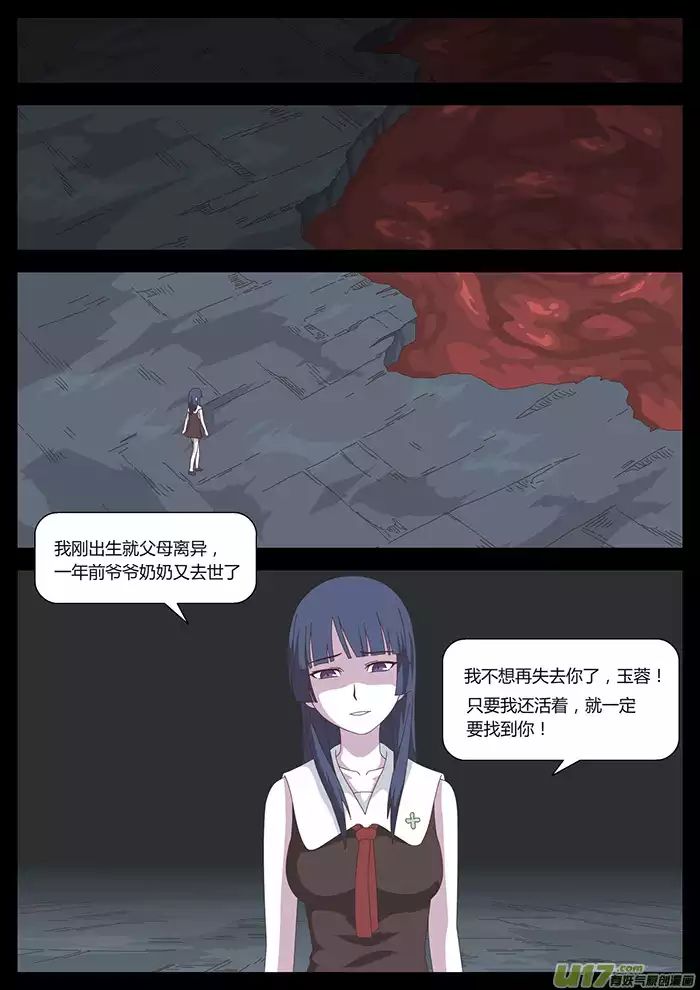 我刚出生就父母离异，
一年前爷爷奶奶又去世了
我不想再失去你了，玉蓉！
只要我还活着，就一定
要找到你！
U17.com
有妖气原创漫画